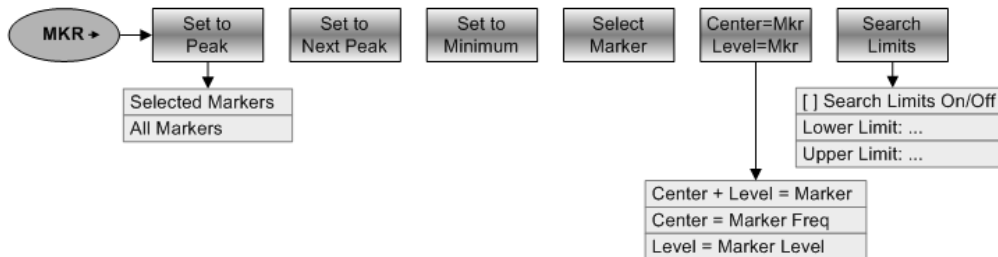 MKR →
Set to
Peak
Set to
Next Peak
Set to
Minimum
Select
Marker
Center=Mkr
Level=Mkr
Search
Limits
Selected Markers
All Markers
[ ] Search Limits On/Off
Lower Limit: ...
Upper Limit: ...
Center + Level = Marker
Center = Marker Freq
Level = Marker Level